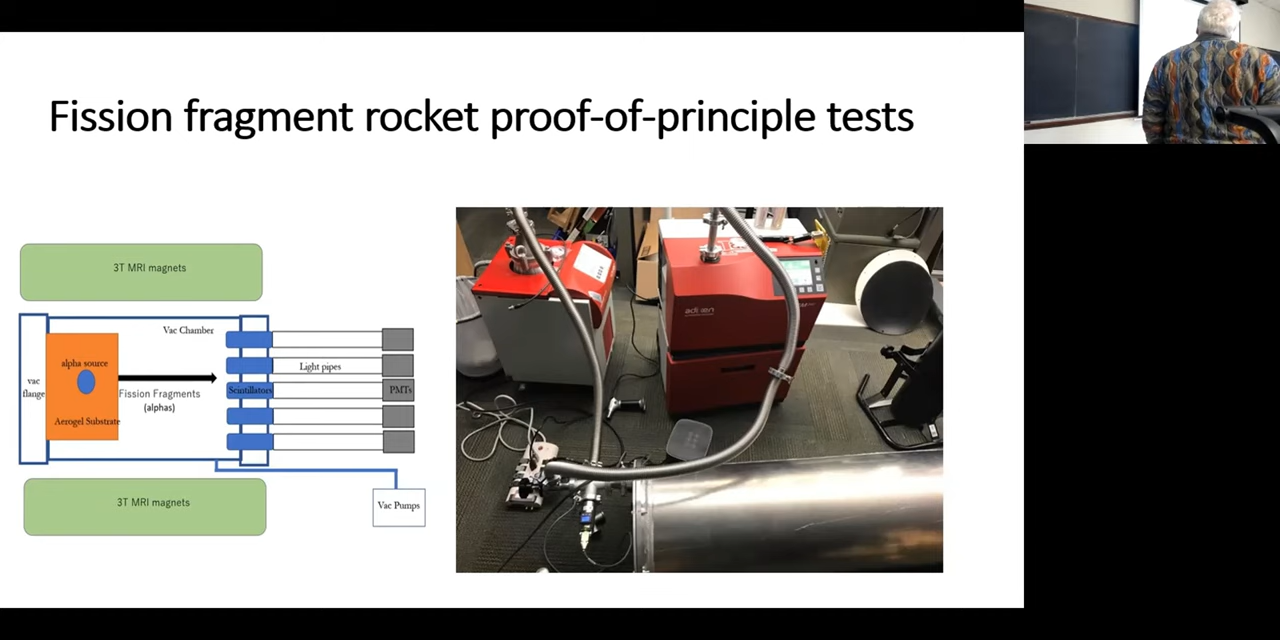 Fission fragment rocket proof-of-principle tests
3T MRI magnets
Vac Chamber
alpha source
vac
flange
Fission Fragments
(alphas)
Aerogel Substrate
Light pipes
Scintillators
PMTs
3T MRI magnets
Vac Pumps